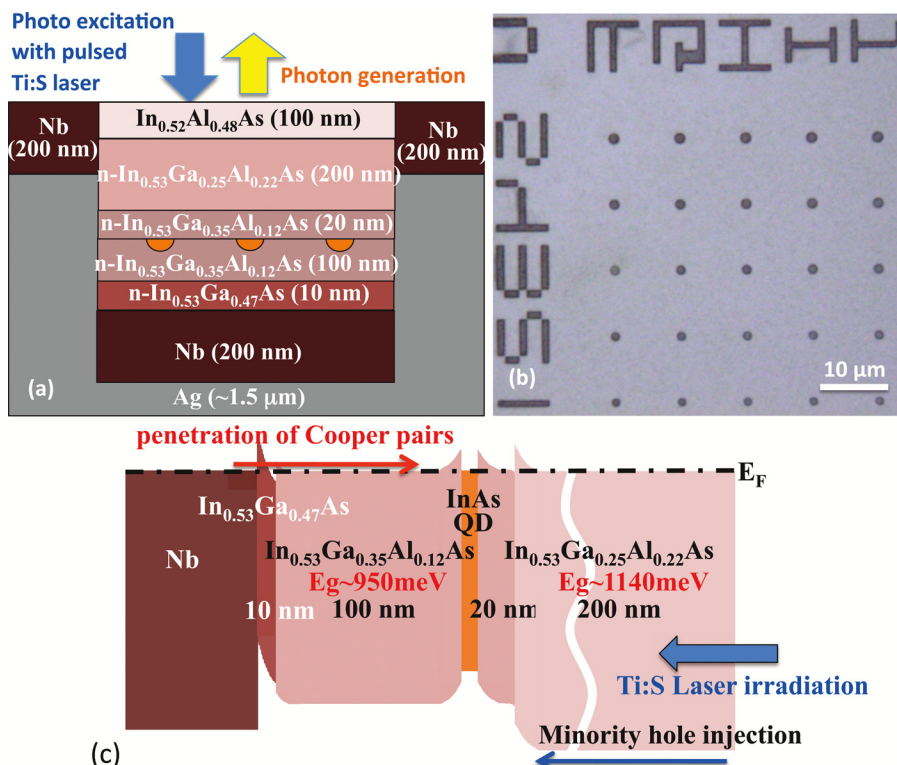 Photo excitation
with pulsed
Ti:S laser
Photon generation
In0.52Al0.48As (100 nm)
Nb
(200 nm)
Nb
(200 nm)
n-In0.53Ga0.25Al0.22As (200 nm)
n-In0.53Ga0.35Al0.12As (20 nm)
n-In0.53Ga0.35Al0.12As (100 nm)
n-In0.53Ga0.47As (10 nm)
Nb (200 nm)
(a)
Ag (~1.5 μm)
(b)
10 μm
penetration of Cooper pairs
EF
In0.53Ga0.47As
InAs
QD
Nb
In0.53Ga0.35Al0.12As
In0.53Ga0.25Al0.22As
Eg~950meV
Eg~1140meV
10 nm
100 nm
20 nm
200 nm
Ti:S Laser irradiation
Minority hole injection
(c)